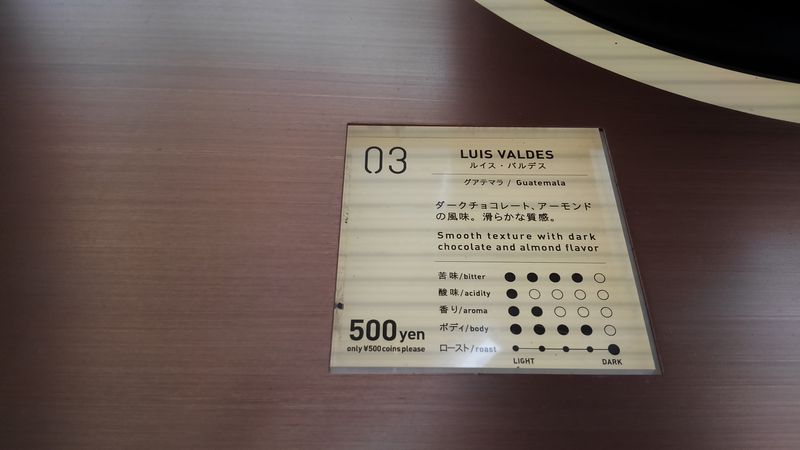 03
LUIS VALDES
ルイス・バルデス
グアテマラ / Guatemala
ダークチョコレート、アーモンド
の風味。滑らかな質感。
Smooth texture with dark
chocolate and almond flavor
苦味/bitter
酸味/acidity
香り/aroma
ボディ/body
ロースト/roast
LIGHT DARK
500yen
only ¥500 coins please